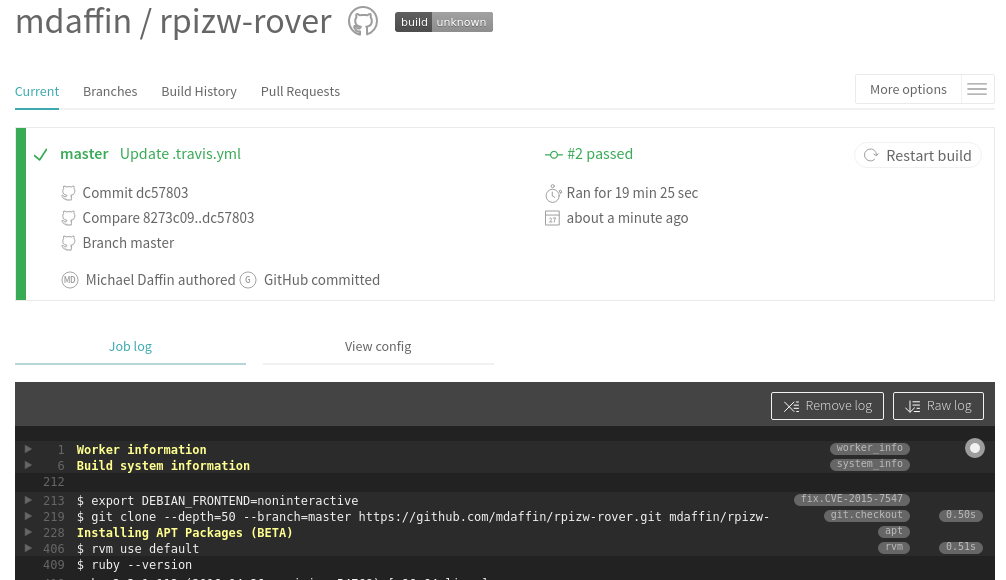 mdaffin / rpizw-rover build unknown
Current Branches Build History Pull Requests More options
master Update .travis.yml #2 passed Restart build
Commit dc57803 Ran for 19 min 25 sec
Compare 8273c09..dc57803 27 about a minute ago
Branch master
MD Michael Daffin authored G GitHub committed
Job log View config
Remove log Raw log
1 Worker information worker_info
6 Build system information system_info
212
213 $ export DEBIAN_FRONTEND=noninteractive fix.CVE-2015-7547
219 $ git clone --depth=50 --branch=master https://github.com/mdaffin/rpizw-rover.git mdaffin/rpizw- git.checkout 0.50s
228 Installing APT Packages (BETA) apt
406 $ rvm use default rvm 0.51s
409 $ ruby --version